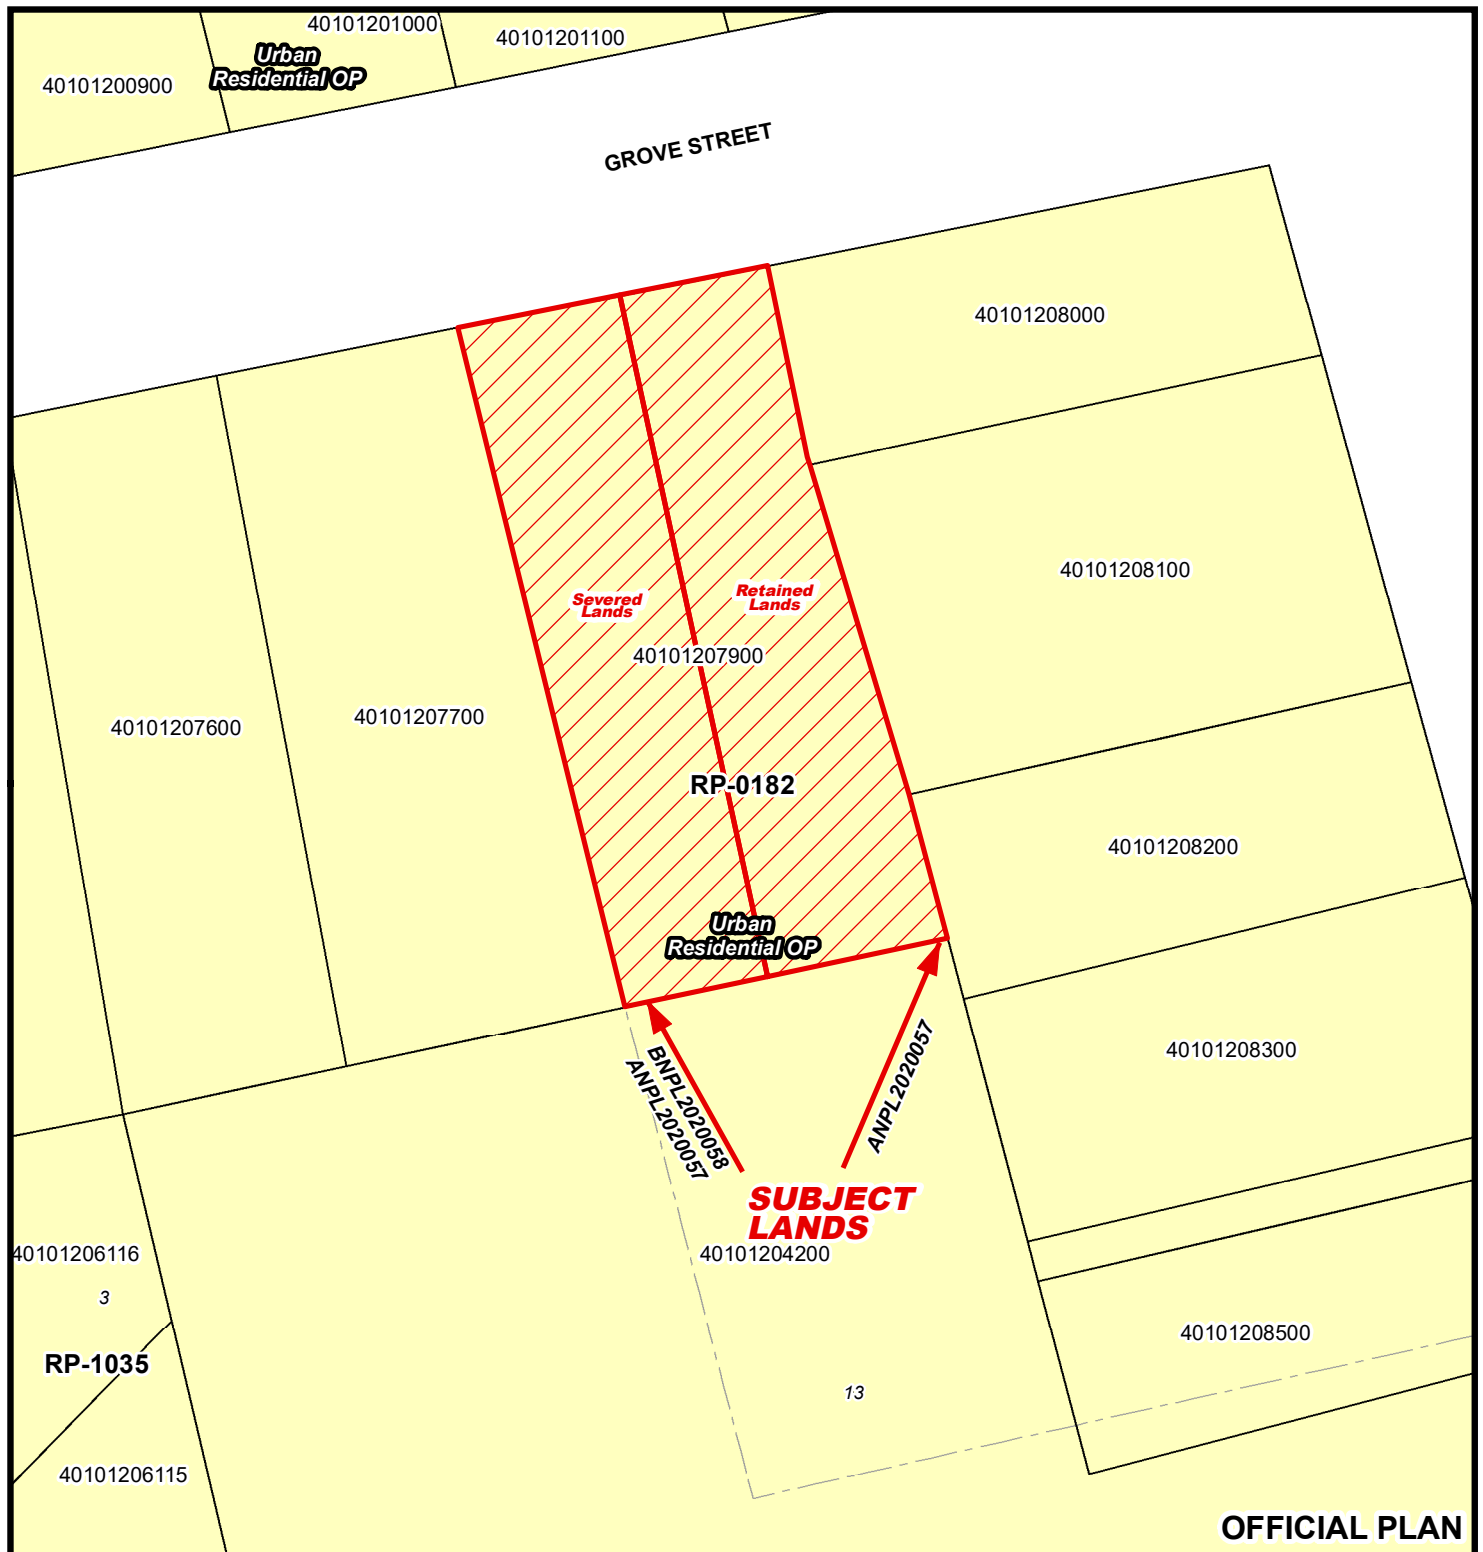 40101201000
40101201100
Urban
Residential OP
40101200900
GROVE STREET
40101208000
40101208100
Severed
Lands
Retained
Lands
40101207900
40101207600
40101207700
RP-0182
40101208200
Urban
Residential OP
40101208300
BNPL2020058
ANPL2020057
ANPL2020057
SUBJECT
LANDS
40101206116
40101204200
3
40101208500
RP-1035
13
40101206115
OFFICIAL PLAN